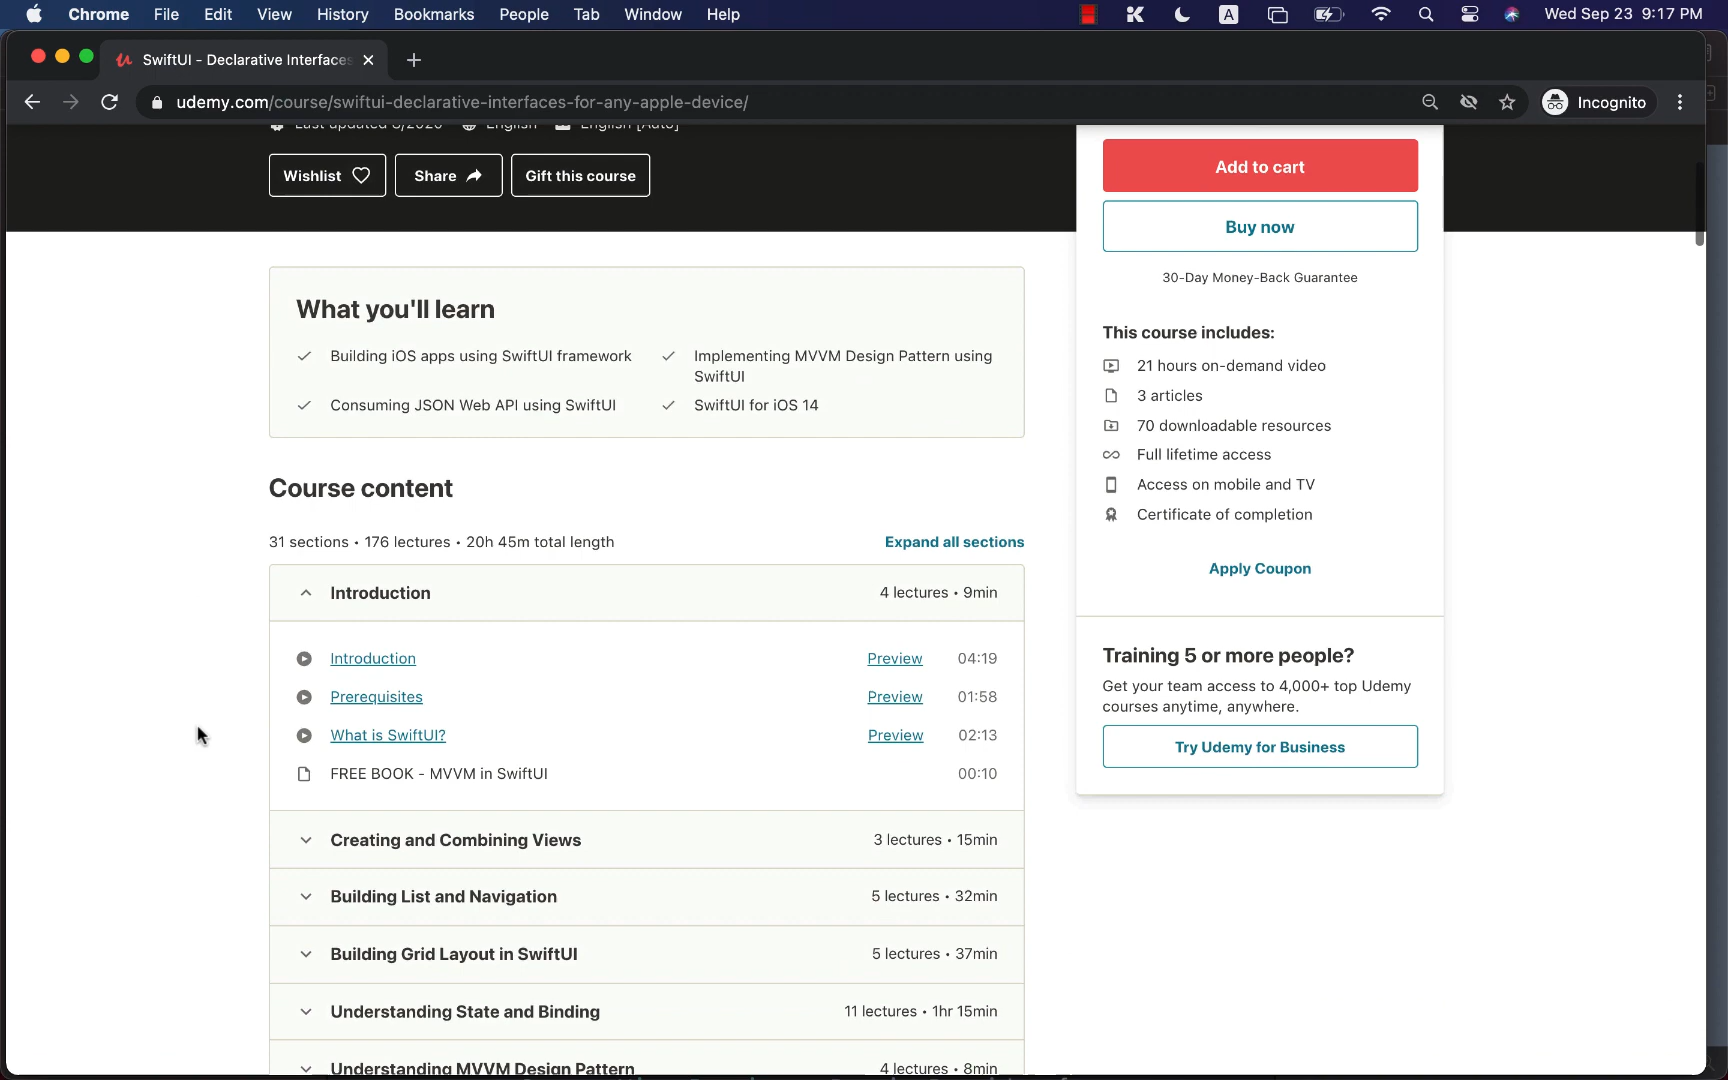 Chrome File Edit View History Bookmarks People Tab Window Help A Wed Sep 23 9:17 PM
SwiftUI - Declarative Interfaces
udemy.com/course/swiftui-declarative-interfaces-for-any-apple-device/ Incognito
Last updated English English [Auto]
Wishlist Share Gift this course
Add to cart
Buy now
30-Day Money-Back Guarantee
This course includes:
21 hours on-demand video
3 articles
70 downloadable resources
Full lifetime access
Access on mobile and TV
Certificate of completion
Apply Coupon
Training 5 or more people?
Get your team access to 4,000+ top Udemy
courses anytime, anywhere.
Try Udemy for Business
What you'll learn
Building iOS apps using SwiftUI framework
Implementing MVVM Design Pattern using
SwiftUI
Consuming JSON Web API using SwiftUI
SwiftUI for iOS 14
Course content
31 sections • 176 lectures • 20h 45m total length Expand all sections
Introduction 4 lectures • 9min
Introduction Preview 04:19
Prerequisites Preview 01:58
What is SwiftUI? Preview 02:13
FREE BOOK - MVVM in SwiftUI 00:10
Creating and Combining Views 3 lectures • 15min
Building List and Navigation 5 lectures • 32min
Building Grid Layout in SwiftUI 5 lectures • 37min
Understanding State and Binding 11 lectures • 1hr 15min
Understanding MVVM Design Pattern 4 lectures • 8min